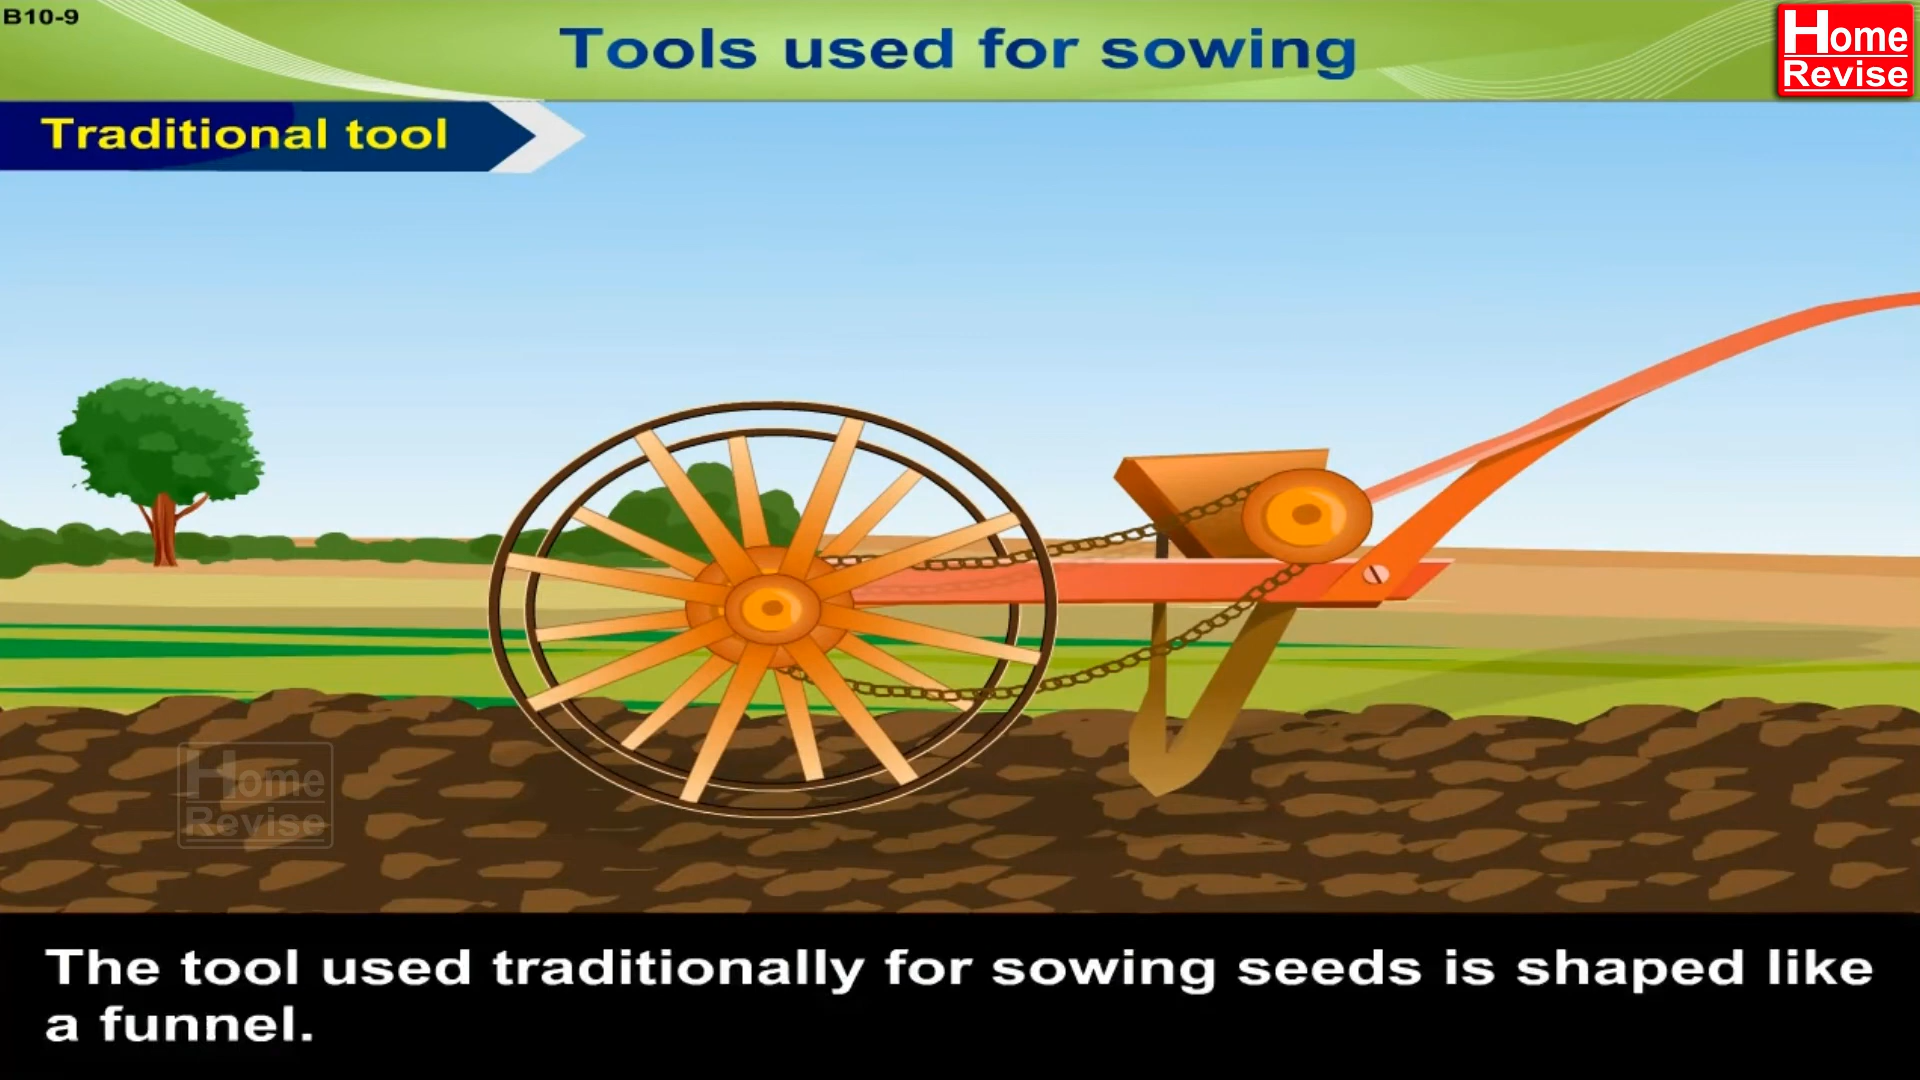 B10-9
Tools used for sowing
Home
Revise
Traditional tool
Home
Revise
The tool used traditionally for sowing seeds is shaped like
a funnel.